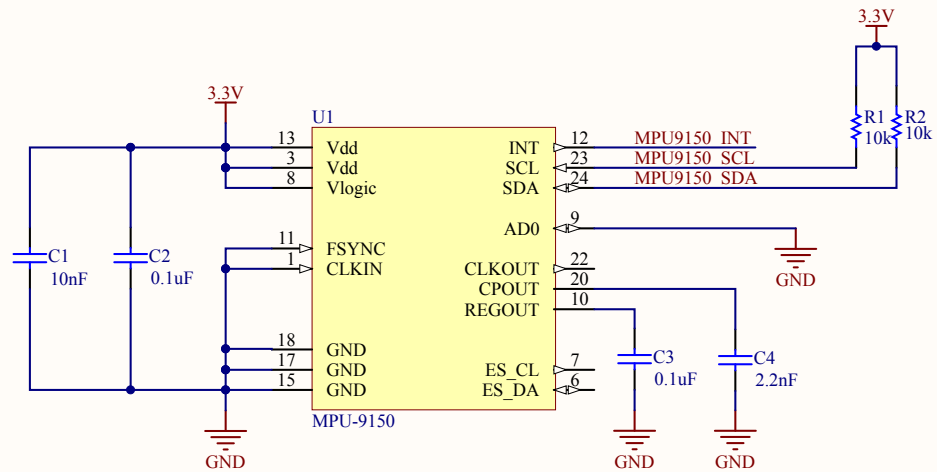 3.3V
3.3V
U1
13
Vdd
3
Vdd
8
Vlogic
11
FSYNC
1
CLKIN
18
GND
17
GND
15
GND
INT
12
MPU9150_INT
SCL
23
MPU9150_SCL
SDA
24
MPU9150_SDA
AD0
9
CLKOUT
22
CPOUT
20
REGOUT
10
ES_CL
7
ES_DA
6
MPU-9150
R1
10k
R2
10k
C1
10nF
C2
0.1uF
GND
C3
0.1uF
C4
2.2nF
GND
GND
GND